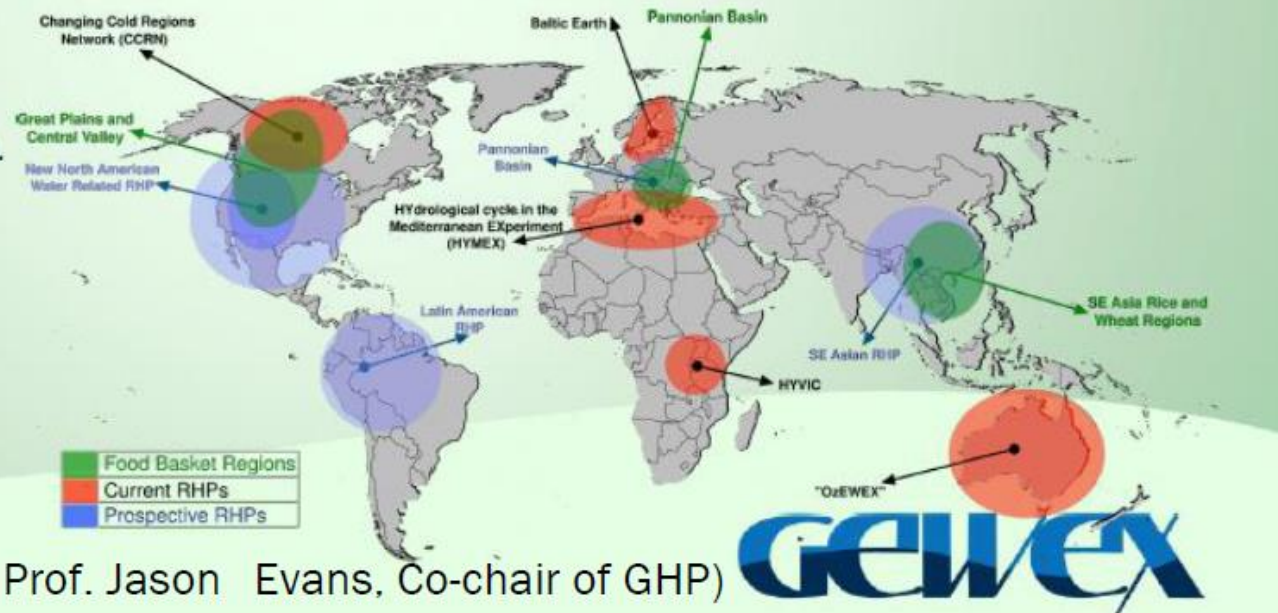 Changing Cold Regions
Network (CCRN)
Baltic Earth
Pannonian Basin
Great Plains and
Central Valley
New North American
Water Related RHP
Pannonian
Basin
HYdrological cycle in the
Mediterranean EXperiment
(HYMEX)
Latin American
RHP
SE Asia Rice and
Wheat Regions
SE Asian RHP
HYVIC
"OzEWEX"
Food Basket Regions
Current RHPs
Prospective RHPs
Prof. Jason Evans, Co-chair of GHP)
GEWEX